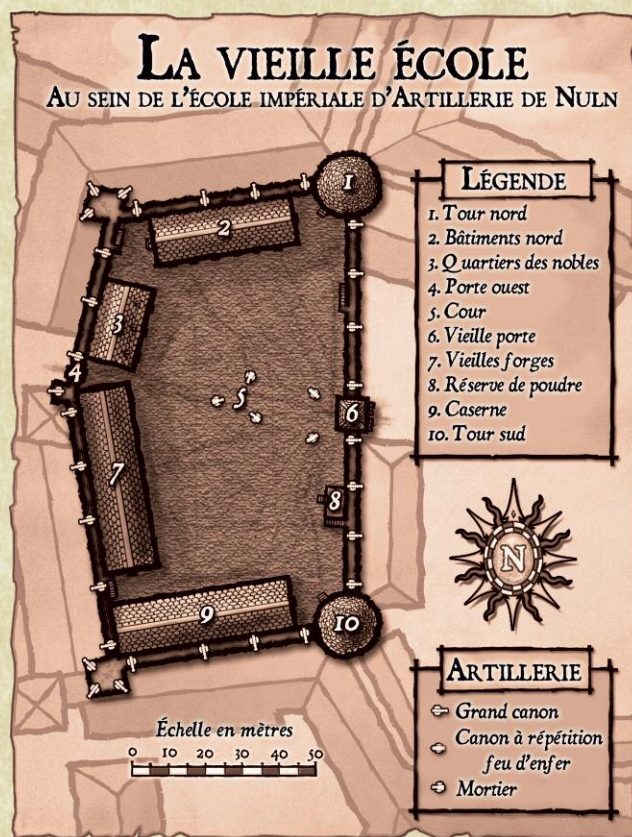 LA VIEILLE ÉCOLE
AU SEIN DE L'ÉCOLE IMPÉRIALE D'ARTILLERIE DE NULN
1
2
3
4
5
6
7
8
9
10
LÉGENDE
1. Tour nord
2. Bâtiments nord
3. Quartiers des nobles
4. Porte ouest
5. Cour
6. Vieille porte
7. Vieilles forges
8. Réserve de poudre
9. Caserne
10. Tour sud
N
ARTILLERIE
Grand canon
Canon à répétition
feu d'enfer
Mortier
Échelle en mètres
0 10 20 30 40 50